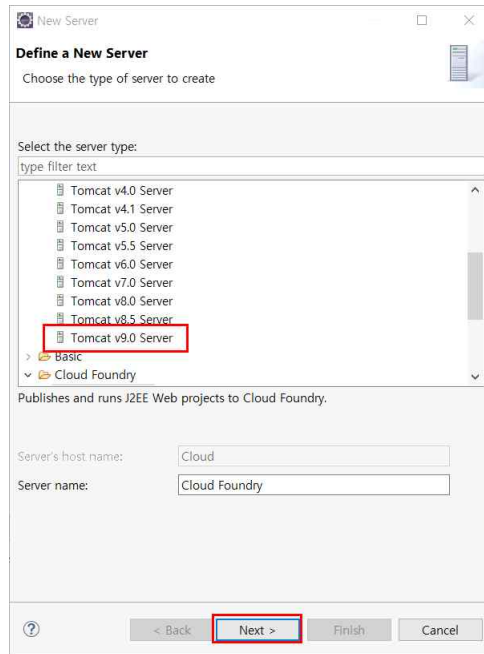 New Server
Define a New Server
Choose the type of server to create
Select the server type:
type filter text
Tomcat v4.0 Server
Tomcat v4.1 Server
Tomcat v5.0 Server
Tomcat v5.5 Server
Tomcat v6.0 Server
Tomcat v7.0 Server
Tomcat v8.0 Server
Tomcat v8.5 Server
Tomcat v9.0 Server
> Basic
Cloud Foundry
Publishes and runs J2EE Web projects to Cloud Foundry.
Server's host name: Cloud
Server name: Cloud Foundry
? < Back Next > Finish Cancel